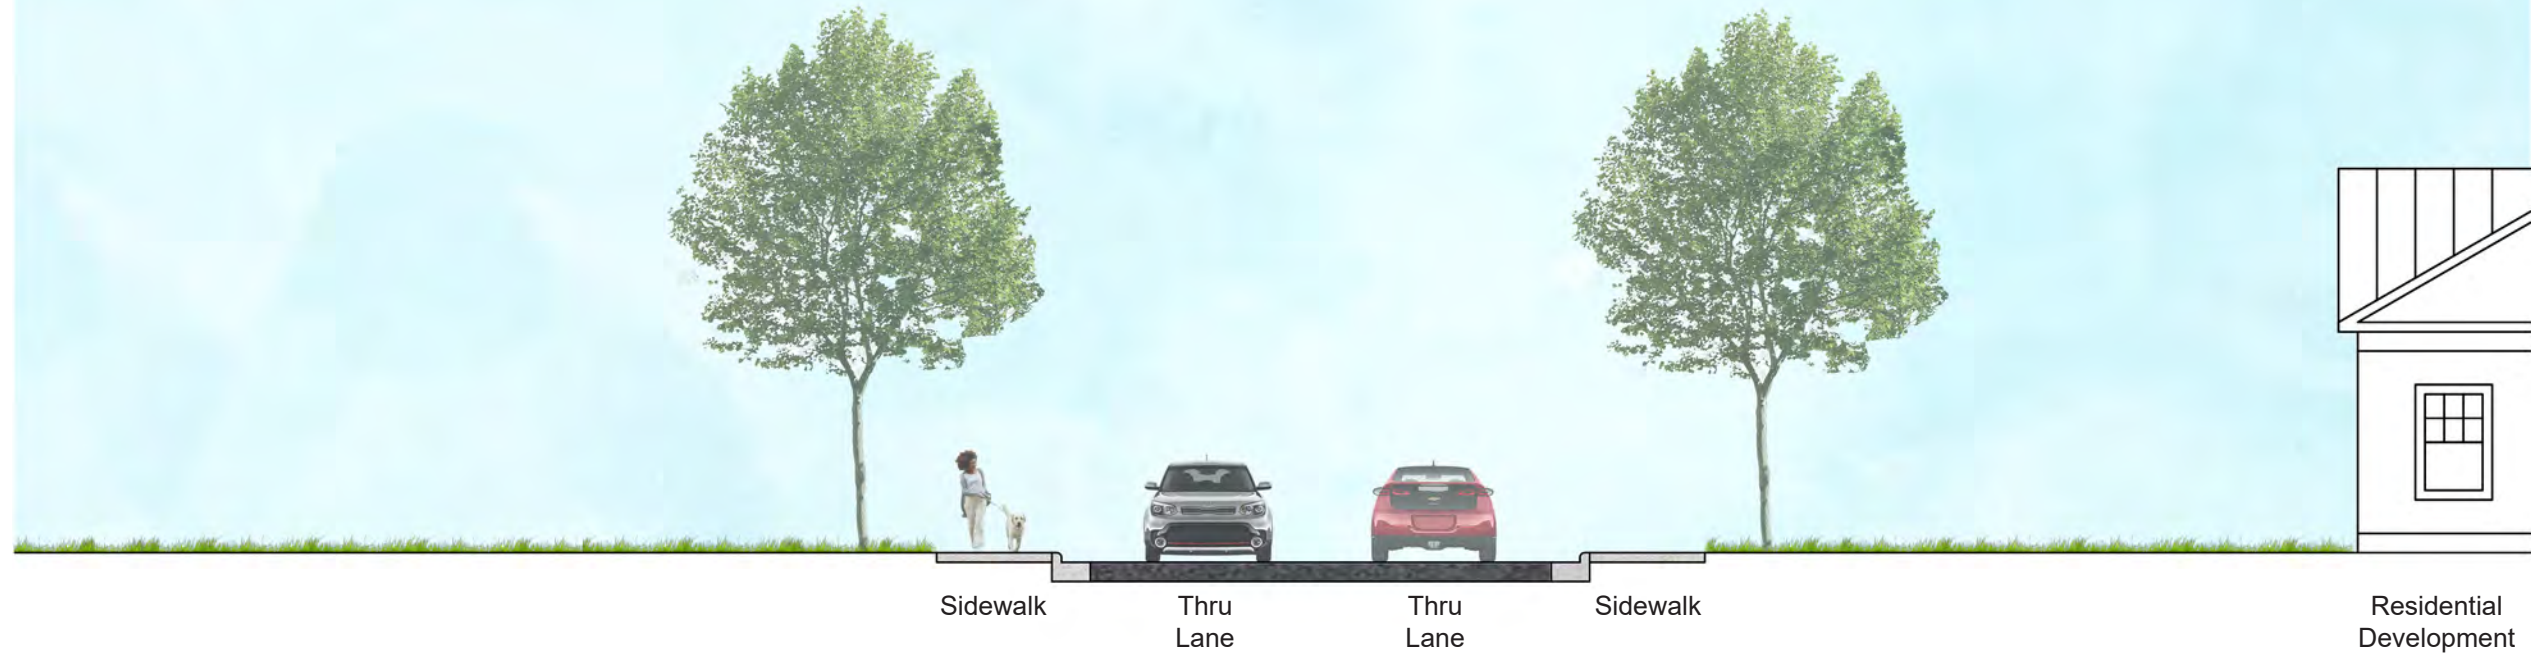 Sidewalk
Thru
Lane
Thru
Lane
Sidewalk
Residential
Development